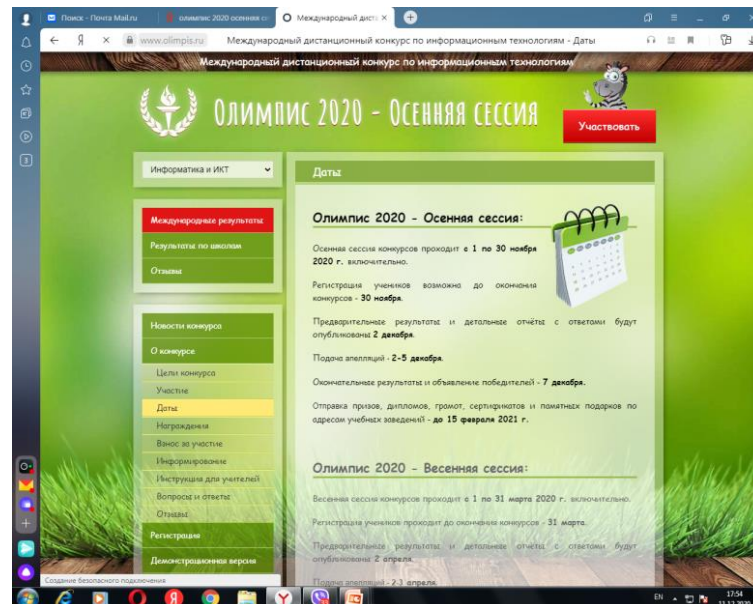 Поиск - Почта Mail.ru
олимпис 2020 осенняя се
Международный дист
www.olimpis.ru
Международный дистанционный конкурс по информационным технологиям - Даты
Международный дистанционный конкурс по информационным технологиям
Олимпис 2020 - Осенняя сессия
Участвовать
Информатика и ИКТ
Международные результаты
Результаты по школам
Отзывы
Новости конкурса
О конкурсе
Цели конкурса
Участие
Даты
Награждения
Взнос за участие
Информирование
Инструкция для учителей
Вопросы и ответы
Отзывы
Регистрация
Демонстрационная версия
Даты
Олимпис 2020 - Осенняя сессия:
Осенняя сессия конкурсов проходит с 1 по 30 ноября
2020 г. включительно.
Регистрация учеников возможна до окончания
конкурсов - 30 ноября.
Предварительные результаты и детальные отчёты с ответами будут
опубликованы 2 декабря.
Подача апелляций - 2-5 декабря.
Окончательные результаты и объявление победителей - 7 декабря.
Отправка призов, дипломов, грамот, сертификатов и памятных подарков по
адресам учебных заведений - до 15 февраля 2021 г.
Олимпис 2020 - Весенняя сессия:
Весенняя сессия конкурсов проходит с 1 по 31 марта 2020 г. включительно.
Регистрация учеников проходит до окончания конкурсов - 31 марта.
Предварительные результаты и детальные отчёты с ответами будут
опубликованы 2 апреля.
Подача апелляций - 2-3 апреля.
Создание безопасного подключения
EN
17:54